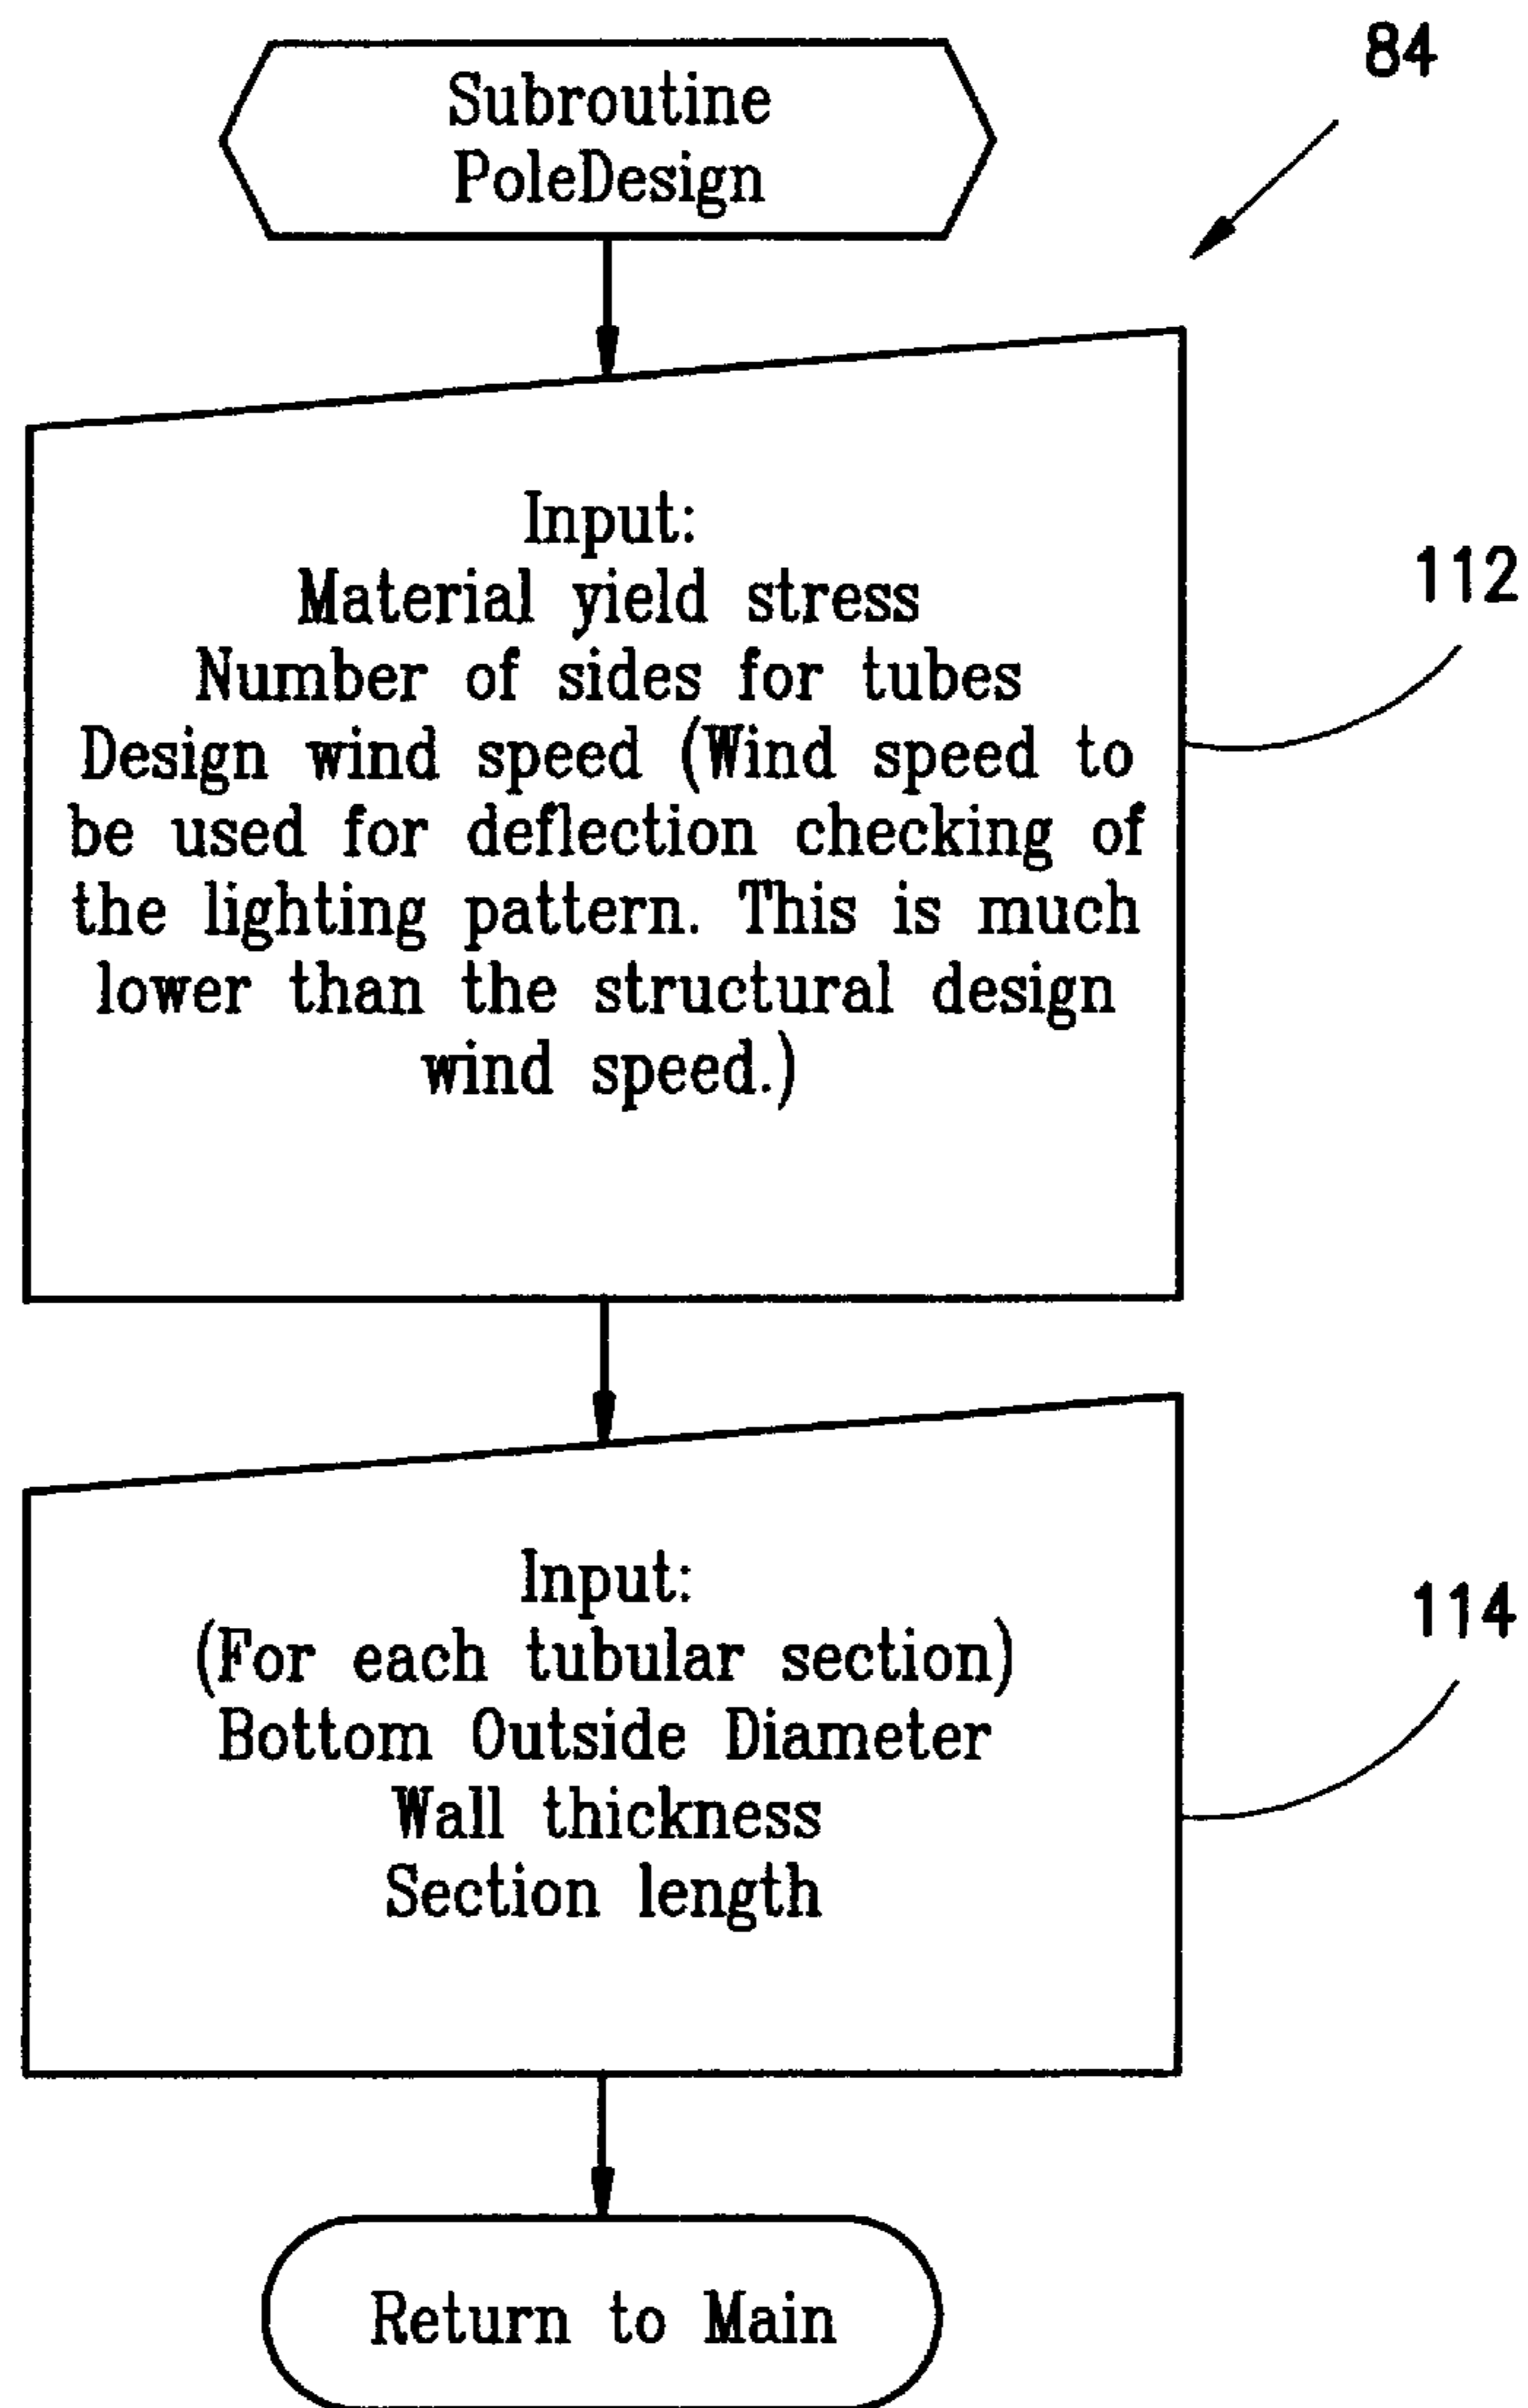 84
Subroutine
PoleDesign
Input:
Material yield stress
Number of sides for tubes
Design wind speed (Wind speed to
be used for deflection checking of
the lighting pattern. This is much
lower than the structural design
wind speed.)
112
Input:
(For each tubular section)
Bottom Outside Diameter
Wall thickness
Section length
114
Return to Main